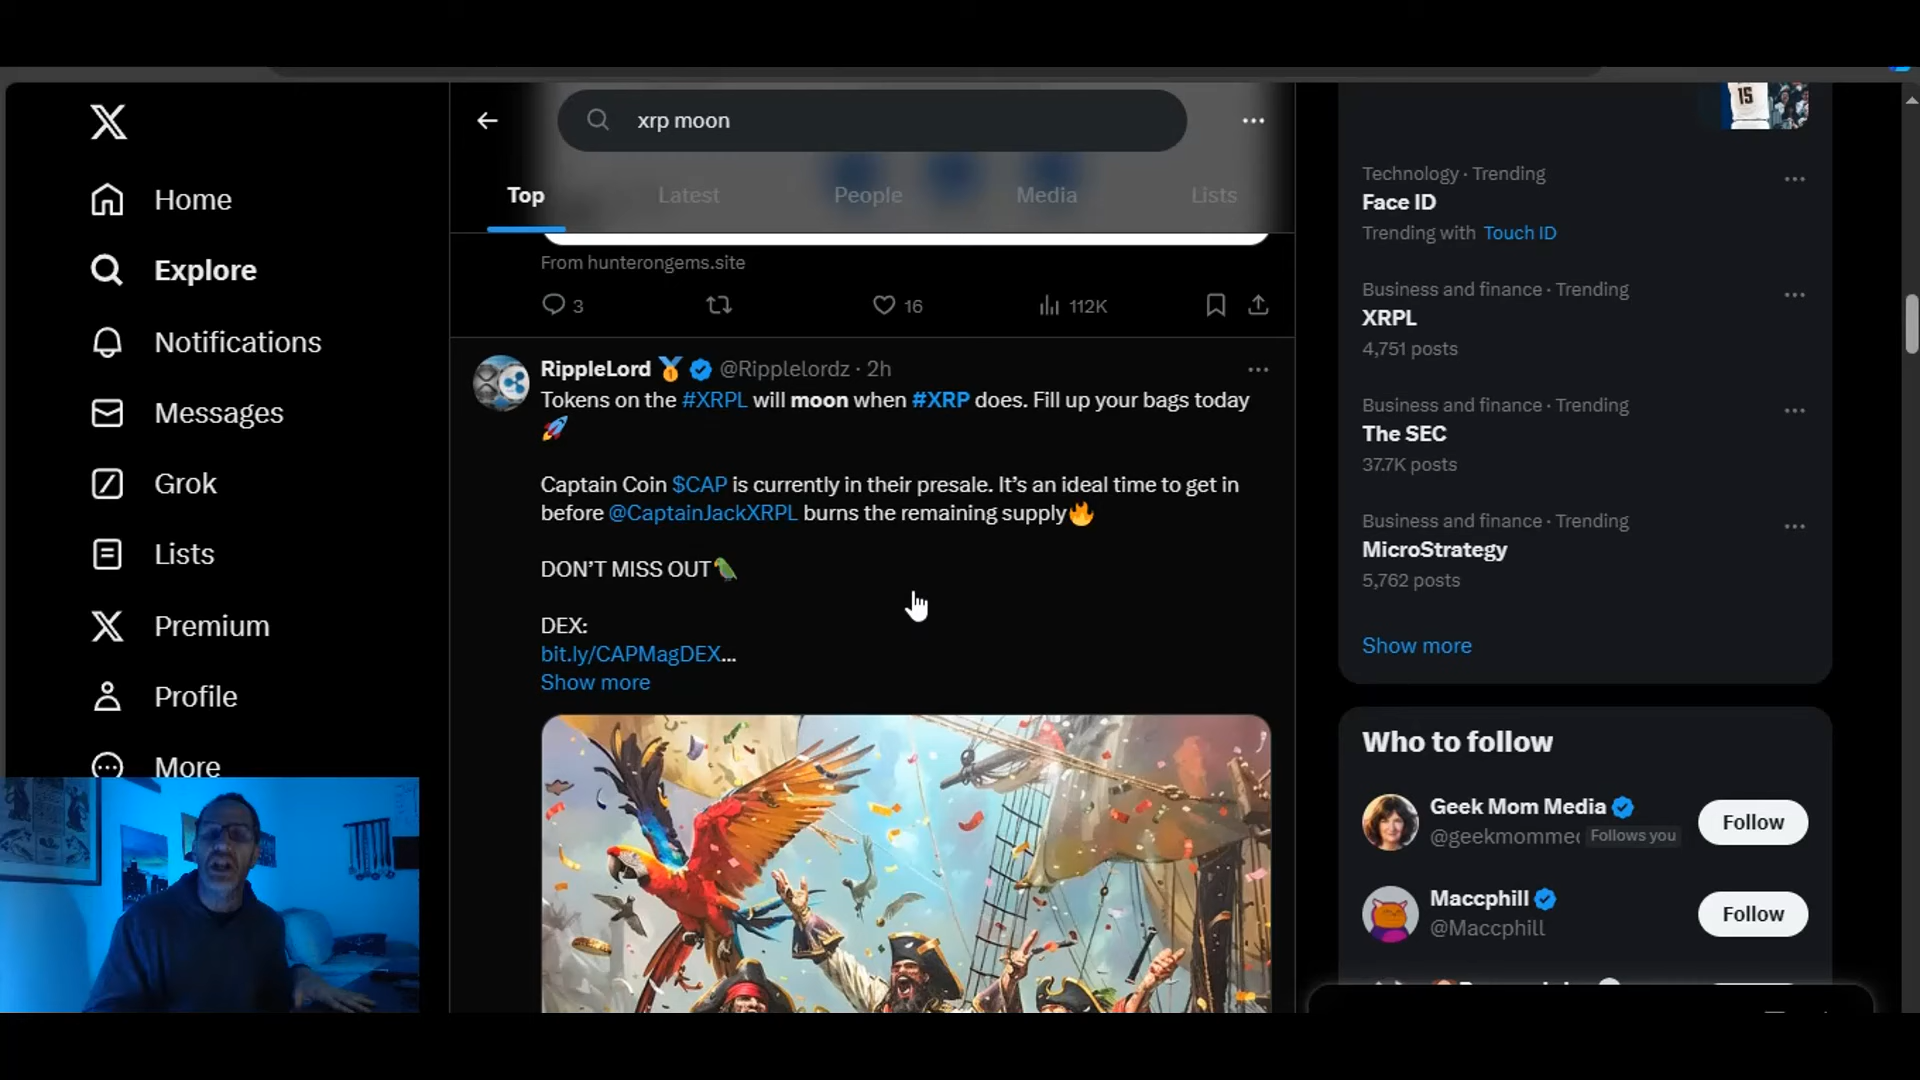 xrp moon
Top
Latest
People
Media
Lists
Home
Explore
Notifications
Messages
Grok
Lists
Premium
Profile
More
From hunterongems.site
3
16
112K
RippleLord @Ripplelordz · 2h
Tokens on the #XRPL will moon when #XRP does. Fill up your bags today
🚀
Captain Coin $CAP is currently in their presale. It’s an ideal time to get in
before @CaptainJackXRPL burns the remaining supply🔥
DON’T MISS OUT🦜
DEX:
bit.ly/CAPMagDEX...
Show more
15
Technology · Trending
Face ID
Trending with Touch ID
Business and finance · Trending
XRPL
4,751 posts
Business and finance · Trending
The SEC
37.7K posts
Business and finance · Trending
MicroStrategy
5,762 posts
Show more
Who to follow
Geek Mom Media
@geekmommec Follows you
Follow
Maccphill
@Maccphill
Follow